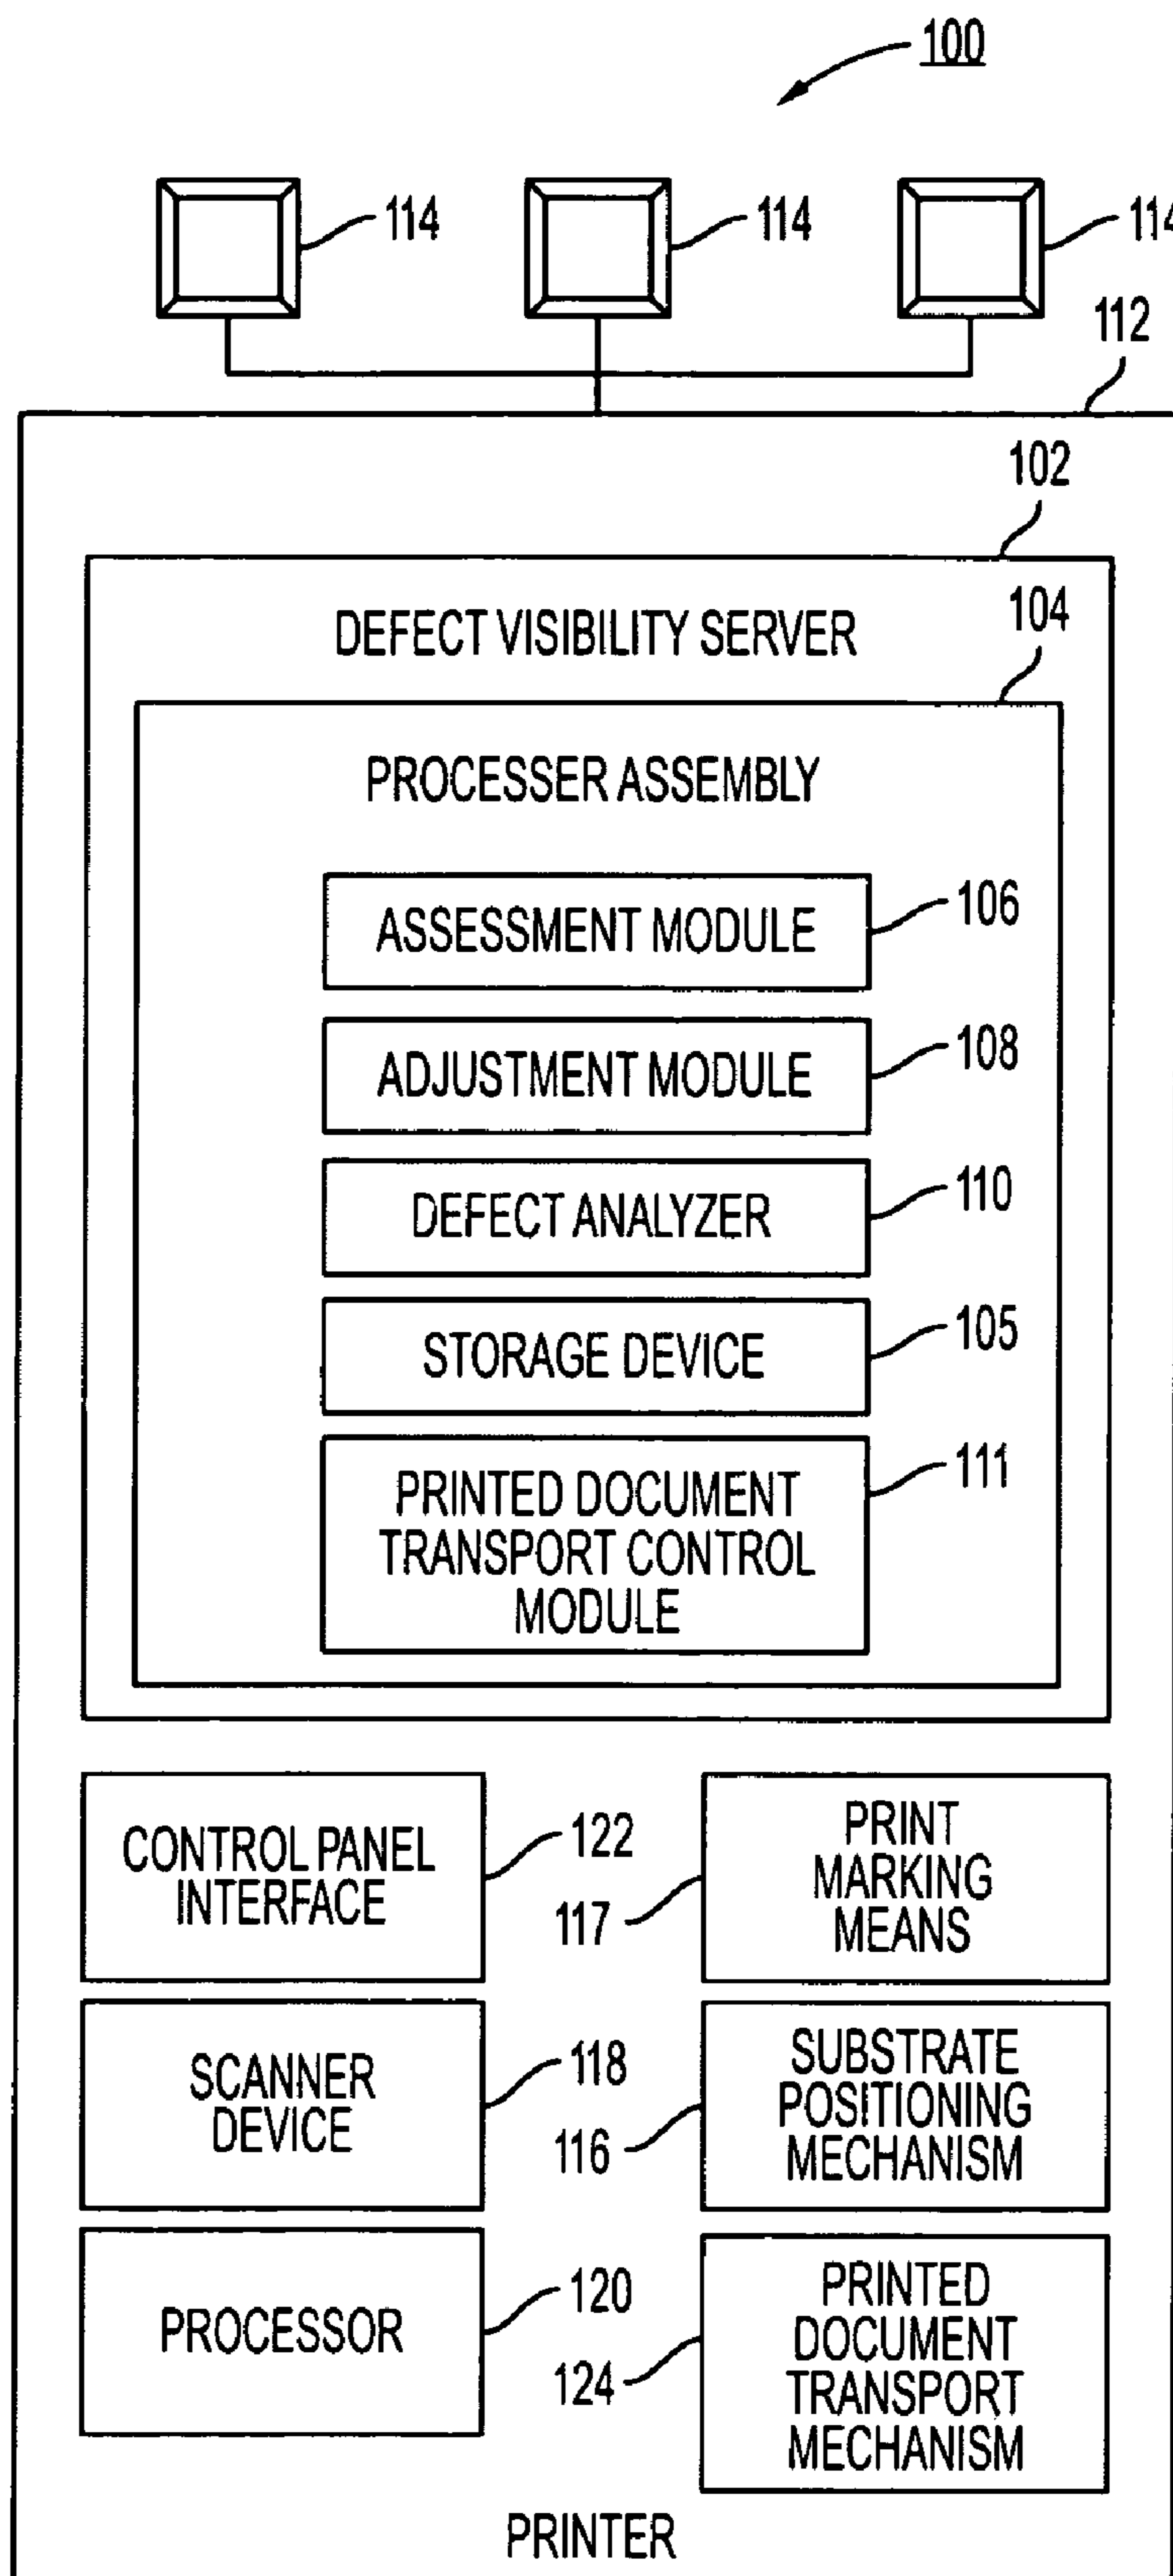 100
114
114
114
112
102
DEFECT VISIBILITY SERVER
104
PROCESSER ASSEMBLY
ASSESSMENT MODULE
106
ADJUSTMENT MODULE
108
DEFECT ANALYZER
110
STORAGE DEVICE
105
PRINTED DOCUMENT
TRANSPORT CONTROL
MODULE
111
CONTROL PANEL
INTERFACE
122
PRINT
MARKING
MEANS
117
SCANNER
DEVICE
118
SUBSTRATE
POSITIONING
MECHANISM
116
PROCESSOR
120
PRINTED
DOCUMENT
TRANSPORT
MECHANISM
124
PRINTER